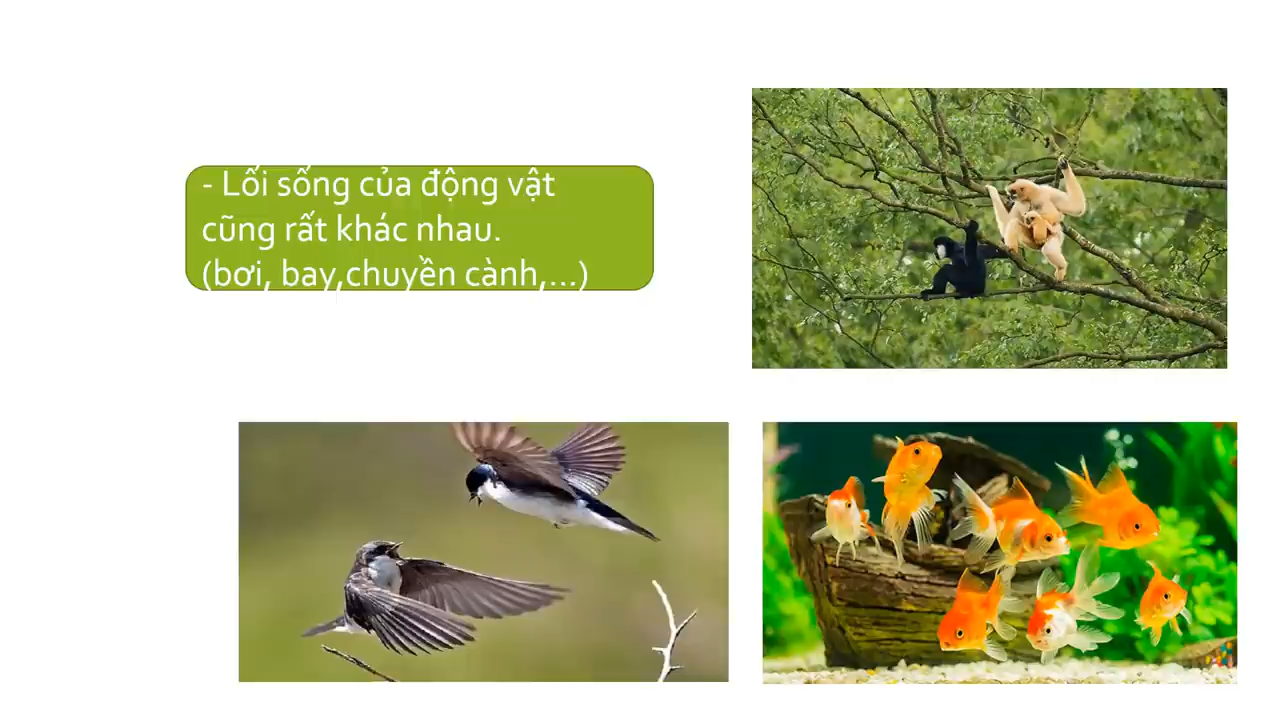 - Lối sống của động vật
cũng rất khác nhau.
(bơi, bay,chuyền cành,...)